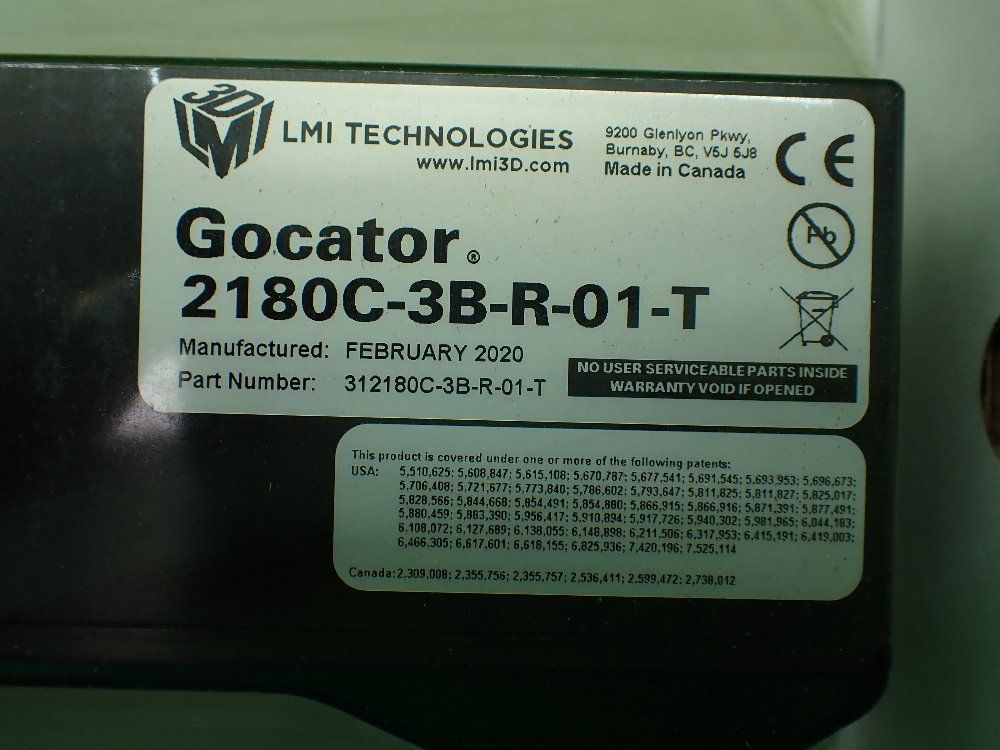 3D
LMI
LMI TECHNOLOGIES
www.lmi3D.com
9200 Glenlyon Pkwy,
Burnaby, BC, V5J 5J8
Made in Canada
CE
Gocator®
Pb
2180C-3B-R-01-T
Manufactured: FEBRUARY 2020
Part Number: 312180C-3B-R-01-T
NO USER SERVICEABLE PARTS INSIDE
WARRANTY VOID IF OPENED
This product is covered under one or more of the following patents:
USA: 5,510,625; 5,608,847; 5,615,108; 5,670,787; 5,677,541; 5,691,545; 5,693,953; 5,696,673;
5,706,408; 5,721,677; 5,773,840; 5,786,602; 5,793,647; 5,811,825; 5,811,827; 5,825,017;
5,828,566; 5,844,668; 5,854,491; 5,854,880; 5,866,915; 5,866,916; 5,871,391; 5,877,491;
5,880,459; 5,863,390; 5,956,417; 5,910,894; 5,917,726; 5,940,302; 5,981,965; 6,044,183;
6,108,072; 6,127,689; 6,138,055; 6,148,898; 6,211,506; 6,317,953; 6,415,191; 6,419,003;
6,466,305; 6,617,601; 6,618,155; 6,825,936; 7,420,196; 7,525,114
Canada: 2,309,008; 2,355,756; 2,355,757; 2,536,411; 2,599,472; 2,738,012